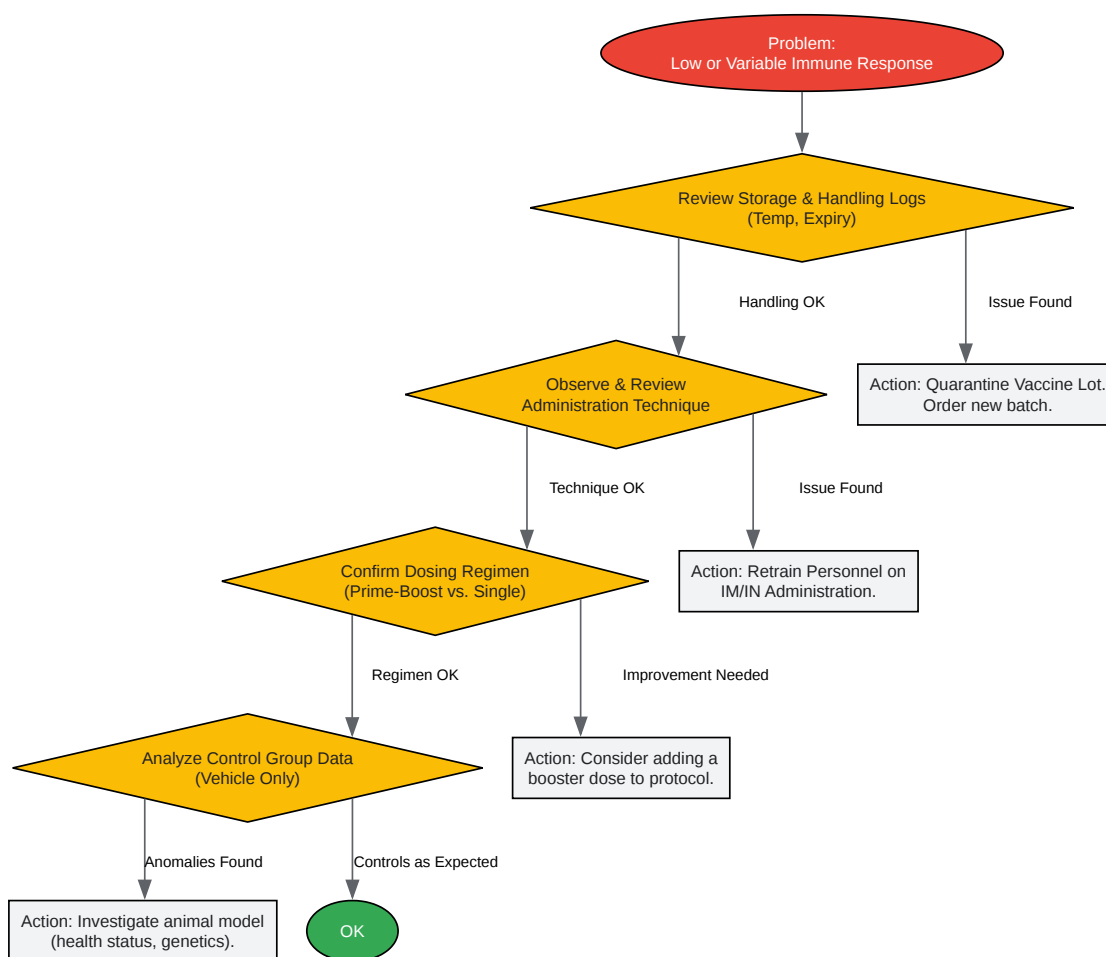 Problem:
Low or Variable Immune Response
Review Storage & Handling Logs
(Temp, Expiry)
Handling OK
Issue Found
Observe & Review
Administration Technique
Action: Quarantine Vaccine Lot.
Order new batch.
Technique OK
Issue Found
Confirm Dosing Regimen
(Prime-Boost vs. Single)
Action: Retrain Personnel on
IM/IN Administration.
Regimen OK
Improvement Needed
Analyze Control Group Data
(Vehicle Only)
Action: Consider adding a
booster dose to protocol.
Anomalies Found
Controls as Expected
Action: Investigate animal model
(health status, genetics).
OK